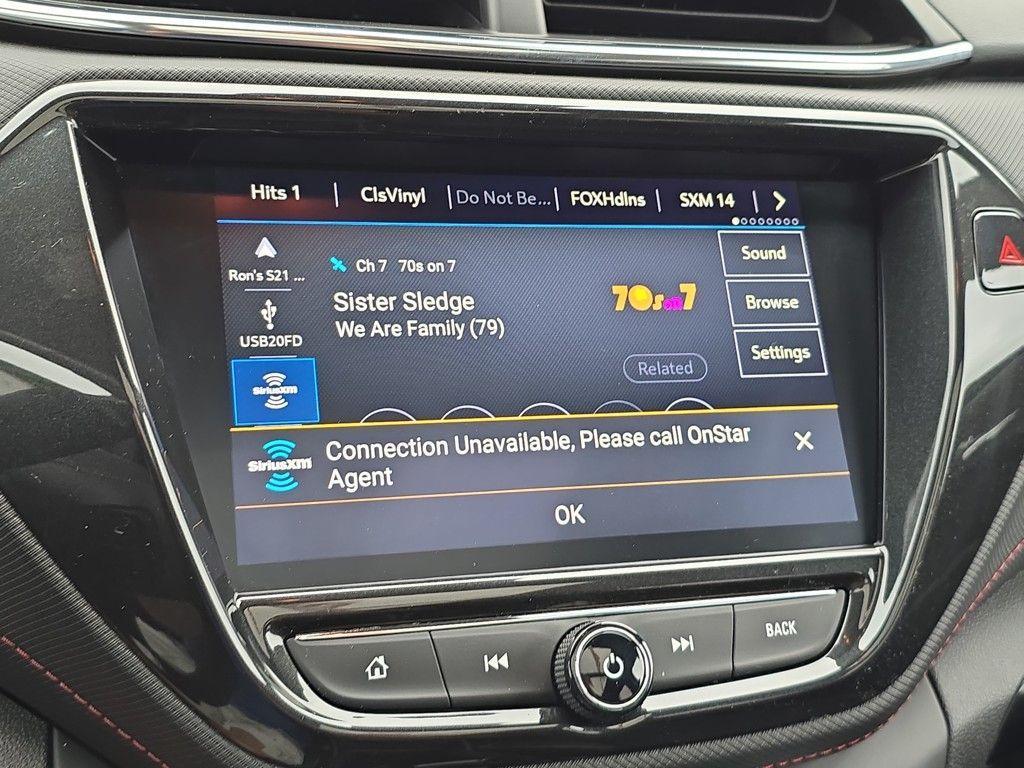 Hits 1
ClsVinyl
Do Not Be...
FOXHdlns
SXM 14
Ron's S21 ...
Ch 7 70s on 7
Sound
Sister Sledge
70s on 7
Browse
USB20FD
We Are Family (79)
Settings
SiriusXM
Related
SiriusXM
Connection Unavailable, Please call OnStar
Agent
OK
BACK